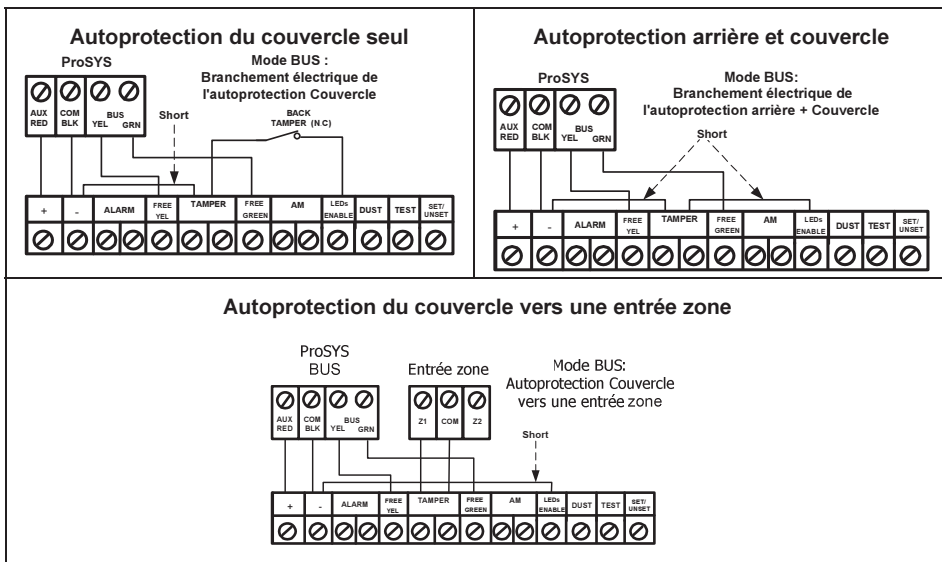 Autoprotection du couvercle seul
ProSYS
Mode BUS :
Branchement électrique de
l'autoprotection Couvercle
AUX
RED
COM
BLK
BUS
YEL GRN
Short
BACK
TAMPER (N.C)
+ - ALARM FREE YEL TAMPER FREE GREEN AM LEDs ENABLE DUST TEST SET/ UNSET
Autoprotection arrière et couvercle
ProSYS
Mode BUS:
Branchement électrique de
l'autoprotection arrière + Couvercle
AUX
RED
COM
BLK
BUS
YEL GRN
Short
+ - ALARM FREE YEL TAMPER FREE GREEN AM LEDs ENABLE DUST TEST SET/ UNSET
Autoprotection du couvercle vers une entrée zone
ProSYS
BUS
Entrée zone
Mode BUS:
Autoprotection Couvercle
vers une entrée zone
AUX
RED
COM
BLK
BUS
YEL GRN
Z1 COM Z2
Short
+ - ALARM FREE YEL TAMPER FREE GREEN AM LEDs ENABLE DUST TEST SET/ UNSET